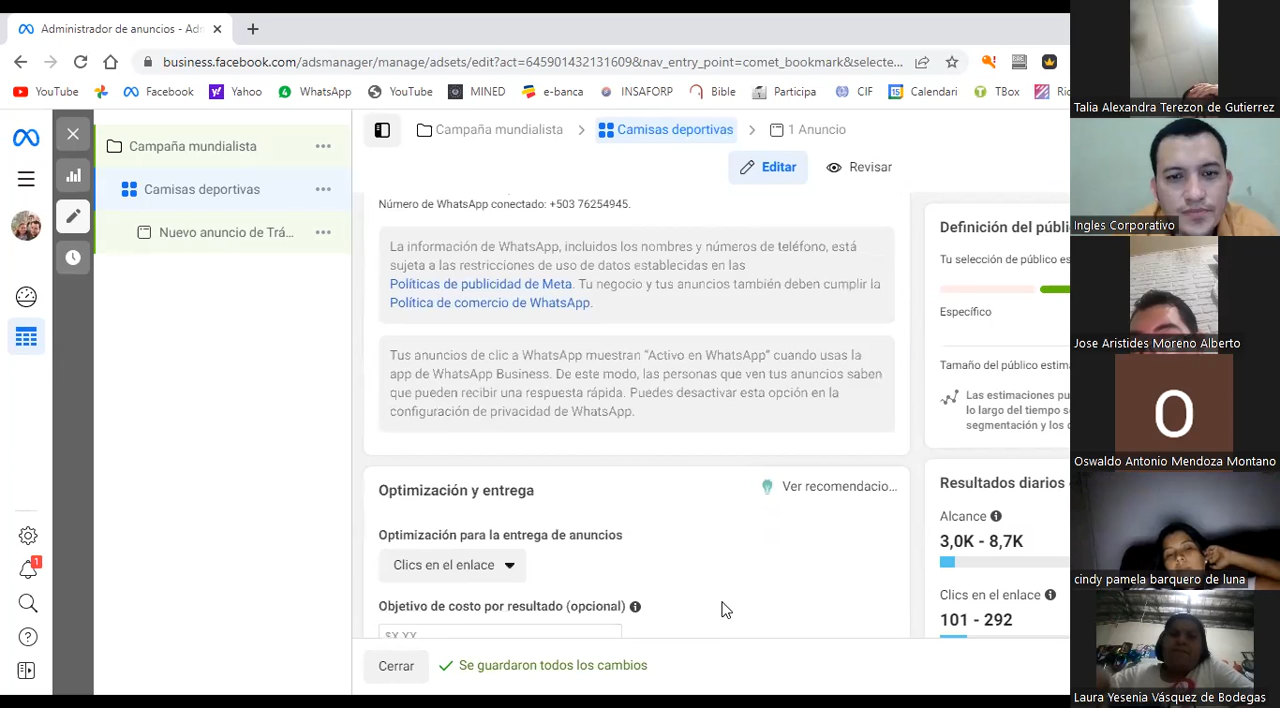 Administrador de anuncios - Adr
business.facebook.com/adsmanager/manage/adsets/edit?act=645901432131609&nav_entry_point=comet_bookmark&selecte...
YouTube
Facebook
Yahoo
WhatsApp
YouTube
MINED
e-banca
INSAFORP
Bible
Participa
CIF
Calendari
TBox
Campaña mundialista
Camisas deportivas
Nuevo anuncio de Trá...
1
Campaña mundialista
Camisas deportivas
1 Anuncio
Editar
Revisar
Número de WhatsApp conectado: +503 76254945.
La información de WhatsApp, incluidos los nombres y números de teléfono, está
sujeta a las restricciones de uso de datos establecidas en las
Políticas de publicidad de Meta. Tu negocio y tus anuncios también deben cumplir la
Política de comercio de WhatsApp.
Tus anuncios de clic a WhatsApp muestran "Activo en WhatsApp" cuando usas la
app de WhatsApp Business. De este modo, las personas que ven tus anuncios saben
que pueden recibir una respuesta rápida. Puedes desactivar esta opción en la
configuración de privacidad de WhatsApp.
Optimización y entrega
Ver recomendacio...
Optimización para la entrega de anuncios
Clics en el enlace
Objetivo de costo por resultado (opcional)
$X.XX
Cerrar
Se guardaron todos los cambios
Definición del públi
Tu selección de público es
Específico
Tamaño del público estima
Las estimaciones pu
lo largo del tiempo s
segmentación y los d
Resultados diarios
Alcance
3,0K - 8,7K
Clics en el enlace
101 - 292
Talia Alexandra Terezon de Gutierrez
Ingles Corporativo
Jose Aristides Moreno Alberto
O
Oswaldo Antonio Mendoza Montano
cindy pamela barquero de luna
Laura Yesenia Vásquez de Bodegas